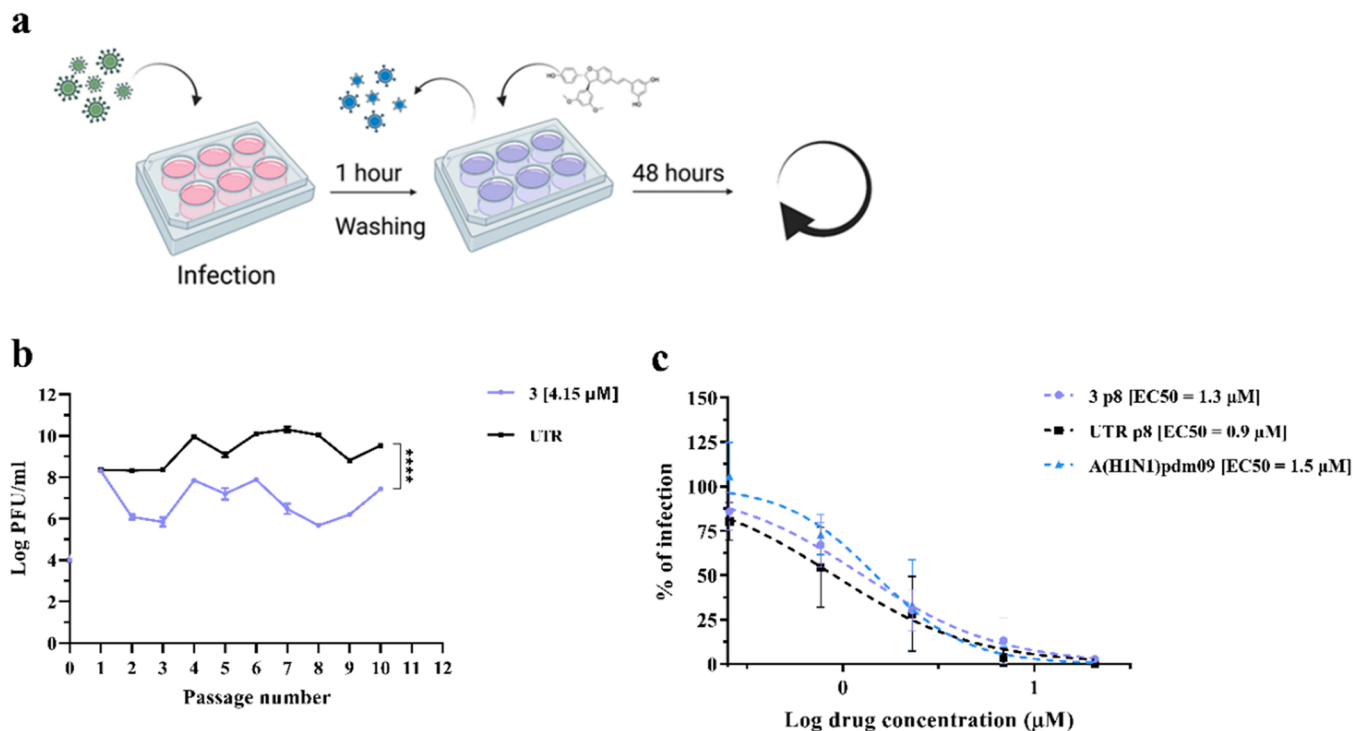 a
HO
O
OH
O
O
HO
1 hour
Washing
48 hours
Infection
b
Log PFU/ml
12
10
8
6
4
2
0
0 1 2 3 4 5 6 7 8 9 10 11 12
Passage number
3 [4.15 µM]
UTR
****
c
% of infection
150
125
100
75
50
25
0
0 1
Log drug concentration (µM)
3 p8 [EC50 = 1.3 µM]
UTR p8 [EC50 = 0.9 µM]
A(H1N1)pdm09 [EC50 = 1.5 µM]